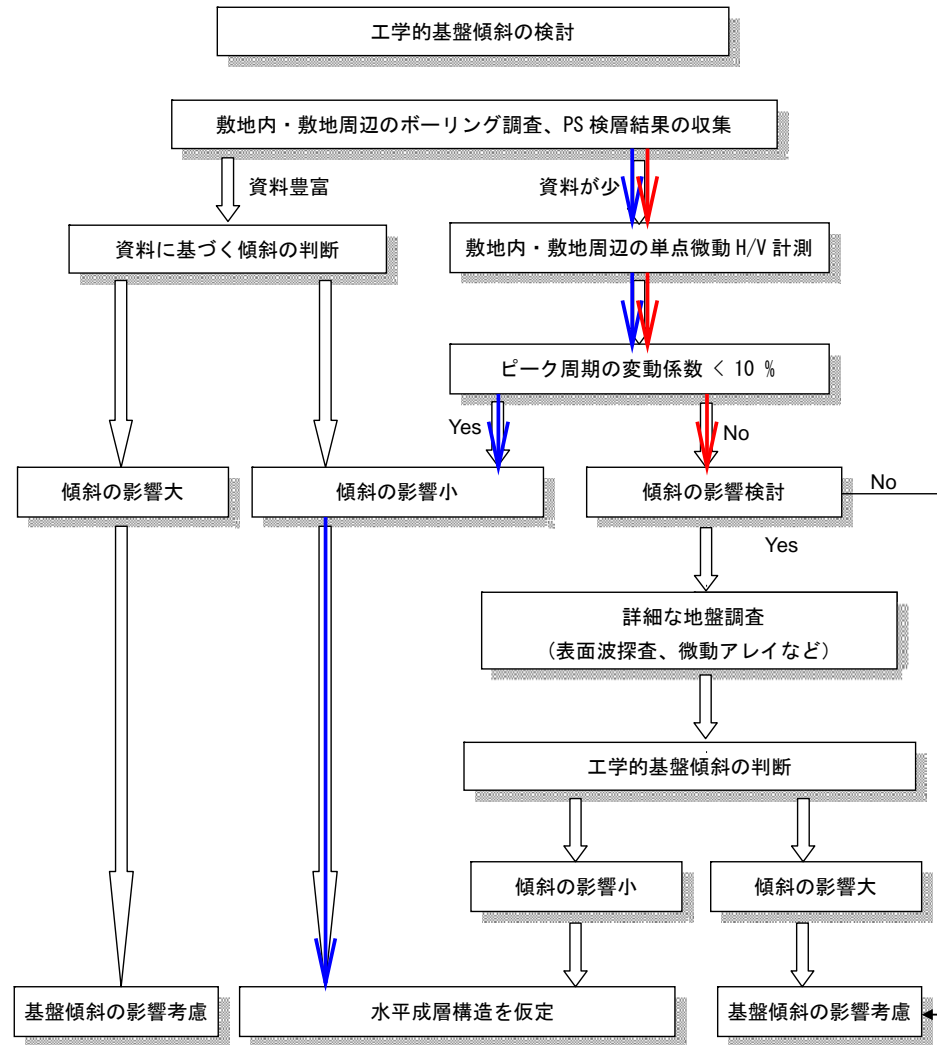 工学的基盤傾斜の検討
敷地内・敷地周辺のボーリング調査、PS 検層結果の収集
資料豊富
資料が少
資料に基づく傾斜の判断
敷地内・敷地周辺の単点微動 H/V 計測
ピーク周期の変動係数 < 10 %
Yes
No
傾斜の影響大
傾斜の影響小
傾斜の影響検討
No
Yes
詳細な地盤調査
(表面波探査、微動アレイなど)
工学的基盤傾斜の判断
傾斜の影響小
傾斜の影響大
基盤傾斜の影響考慮
水平成層構造を仮定
基盤傾斜の影響考慮